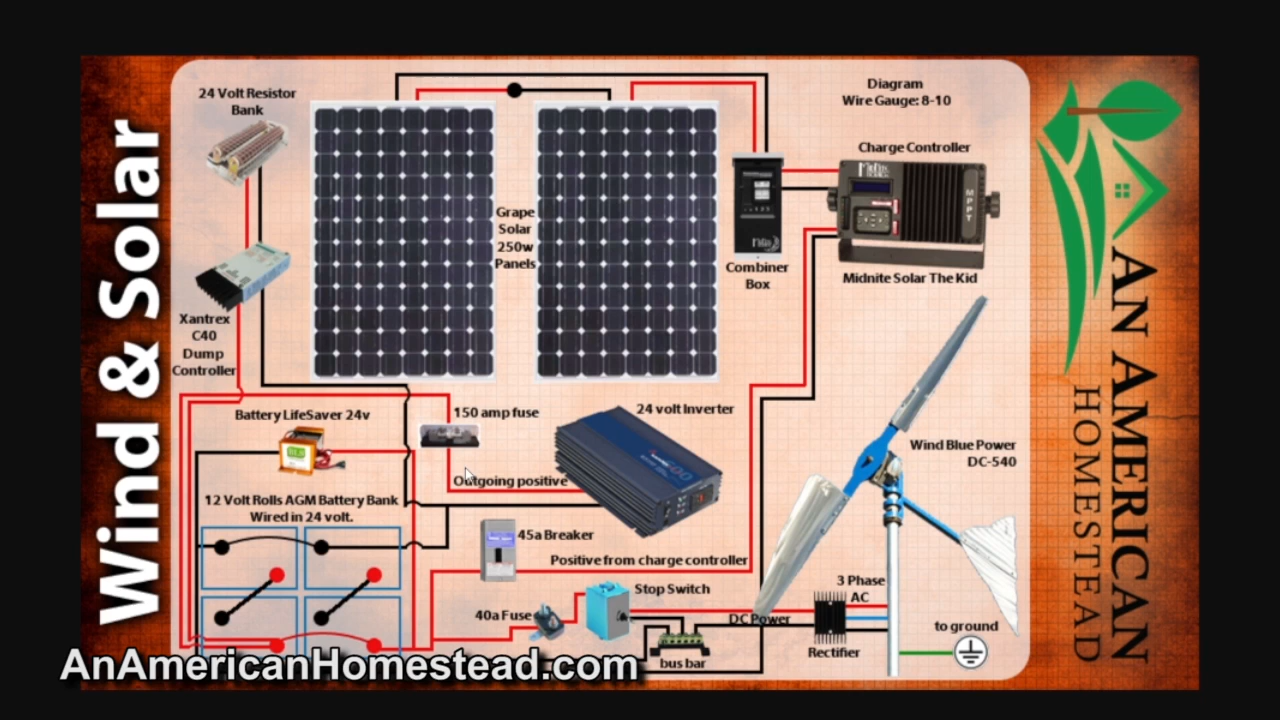 Wind & Solar
24 Volt Resistor
Bank
Diagram
Wire Gauge: 8-10
Charge Controller
MPPT
Grape
Solar
250w
Panels
Combiner
Box
Midnite Solar The Kid
Xantrex
C40
Dump
Controller
Battery LifeSaver 24v
150 amp fuse
24 volt Inverter
Wind Blue Power
DC-540
Outgoing positive
12 Volt Rolls AGM Battery Bank
Wired in 24 volt.
45a Breaker
Positive from charge controller
Stop Switch
3 Phase
AC
40a Fuse
DC Power
to ground
Rectifier
bus bar
AN AMERICAN
HOMESTEAD
AnAmericanHomestead.com